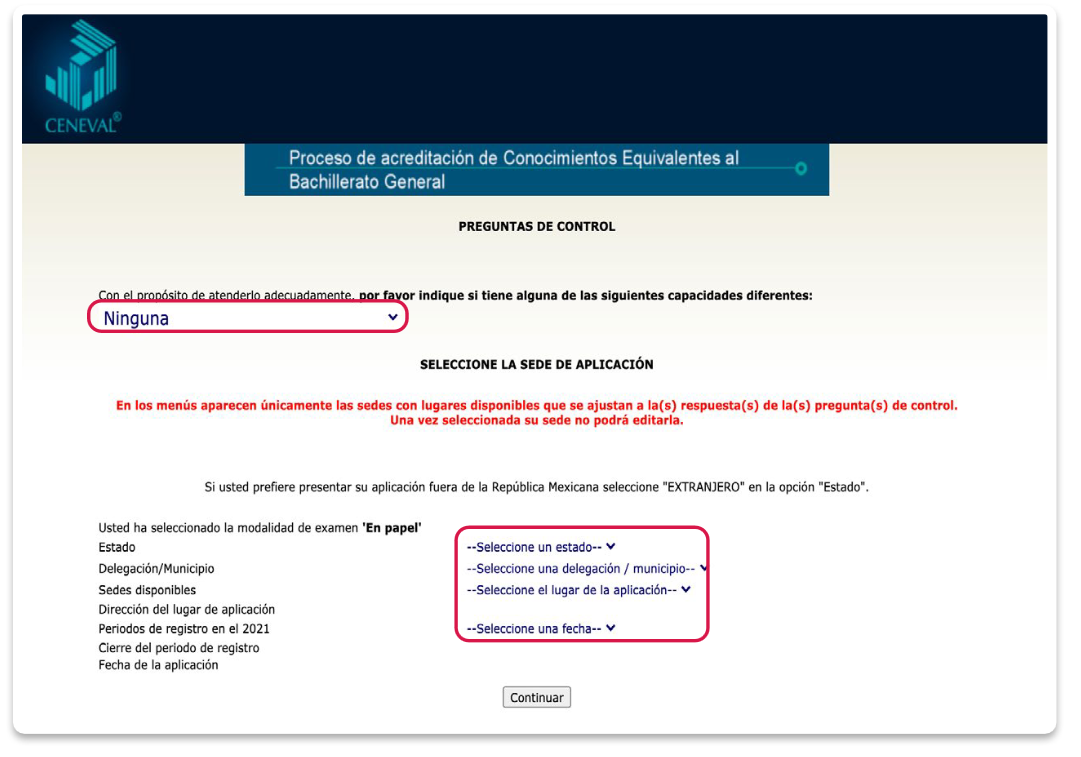 CENEVAL®
Proceso de acreditación de Conocimientos Equivalentes al
Bachillerato General
PREGUNTAS DE CONTROL
Con el propósito de atenderlo adecuadamente, por favor indique si tiene alguna de las siguientes capacidades diferentes:
Ninguna
SELECCIONE LA SEDE DE APLICACIÓN
En los menús aparecen únicamente las sedes con lugares disponibles que se ajustan a la(s) respuesta(s) de la(s) pregunta(s) de control.
Una vez seleccionada su sede no podrá editarla.
Si usted prefiere presentar su aplicación fuera de la República Mexicana seleccione "EXTRANJERO" en la opción "Estado".
Usted ha seleccionado la modalidad de examen 'En papel'
Estado --Seleccione un estado--
Delegación/Municipio --Seleccione una delegación / municipio--
Sedes disponibles --Seleccione el lugar de la aplicación--
Dirección del lugar de aplicación
Periodos de registro en el 2021 --Seleccione una fecha--
Cierre del periodo de registro
Fecha de la aplicación
Continuar